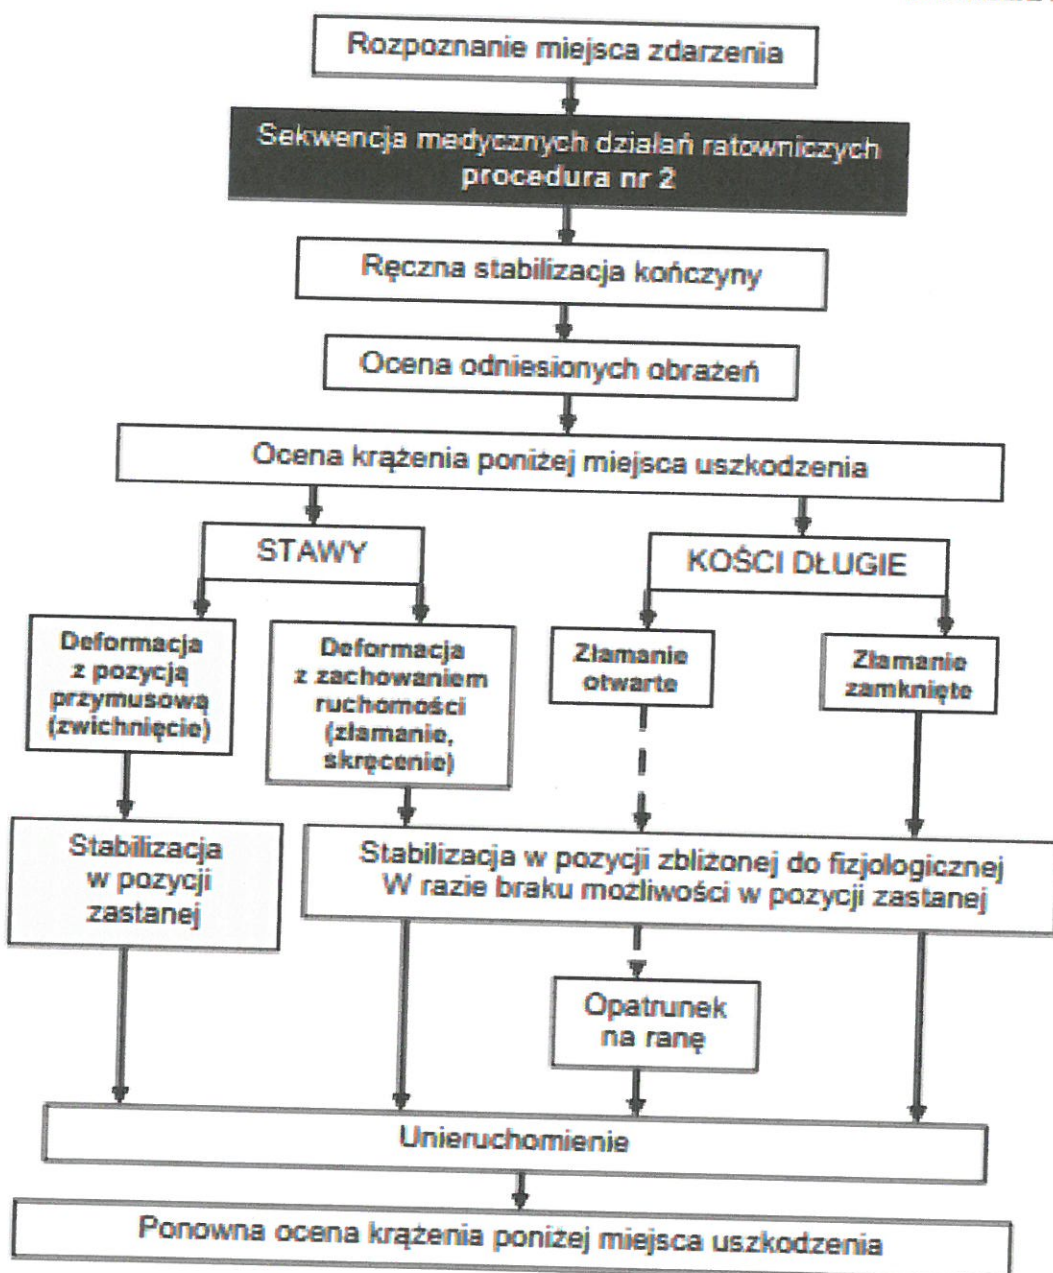 Rozpoznanie miejsca zdarzenia
Sekwencja medycznych działań ratowniczych
procedura nr 2
Ręczna stabilizacja kończyny
Ocena odniesionych obrażeń
Ocena krążenia poniżej miejsca uszkodzenia
STAWY
KOŚCI DŁUGIE
Deformacja
z pozycją
przymusową
(zwichnięcie)
Deformacja
z zachowaniem
ruchomości
(złamanie,
skręcenie)
Złamanie
otwarte
Złamanie
zamknięte
Stabilizacja
w pozycji
zastanej
Stabilizacja w pozycji zbliżonej do fizjologicznej
W razie braku możliwości w pozycji zastanej
Opatrunek
na ranę
Unieruchomienie
Ponowna ocena krążenia poniżej miejsca uszkodzenia